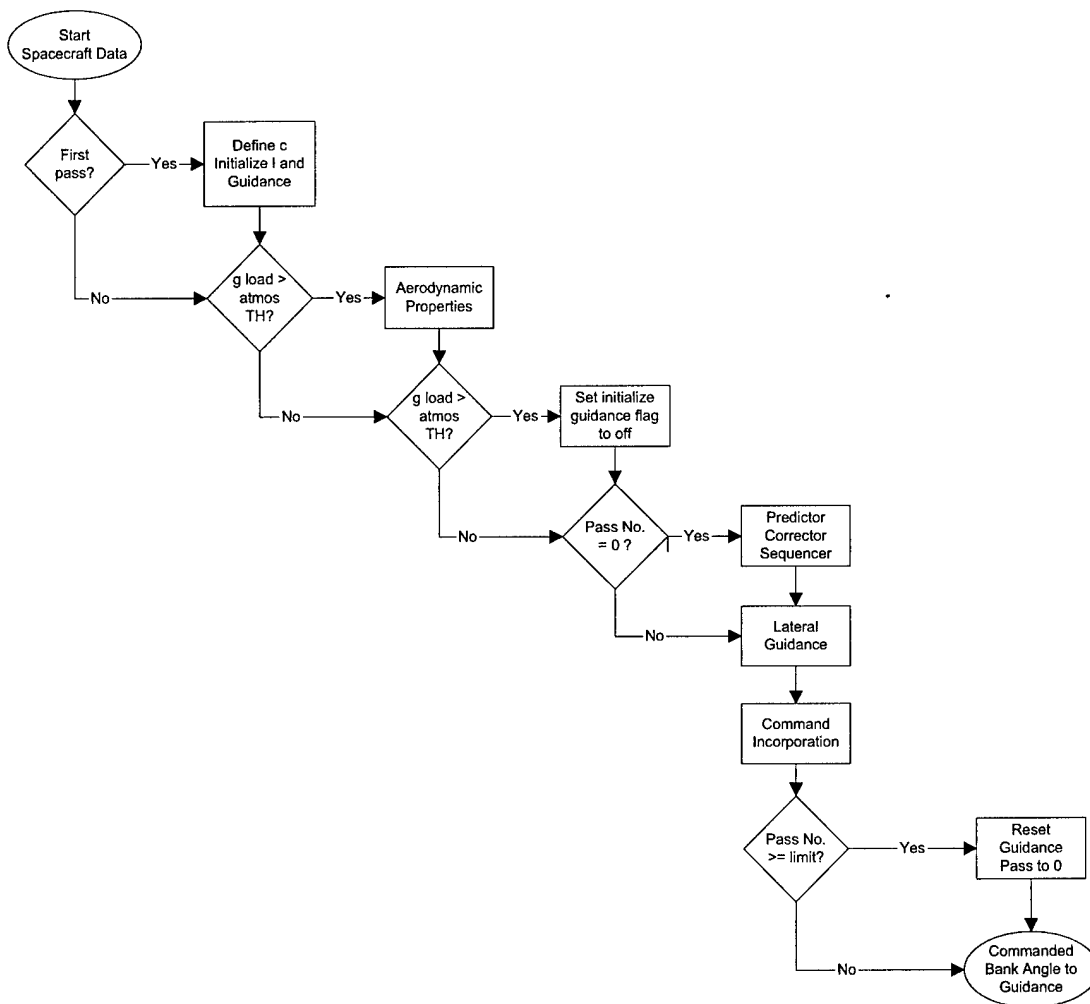 Start
Spacecraft Data
First
pass?
Yes
Define c
Initialize I and
Guidance
No
g load >
atmos
TH?
Yes
Aerodynamic
Properties
No
g load >
atmos
TH?
Yes
Set initialize
guidance flag
to off
No
Pass No.
= 0 ?
Yes
Predictor
Corrector
Sequencer
No
Lateral
Guidance
Command
Incorporation
Pass No.
>= limit?
Yes
Reset
Guidance
Pass to 0
No
Commanded
Bank Angle to
Guidance